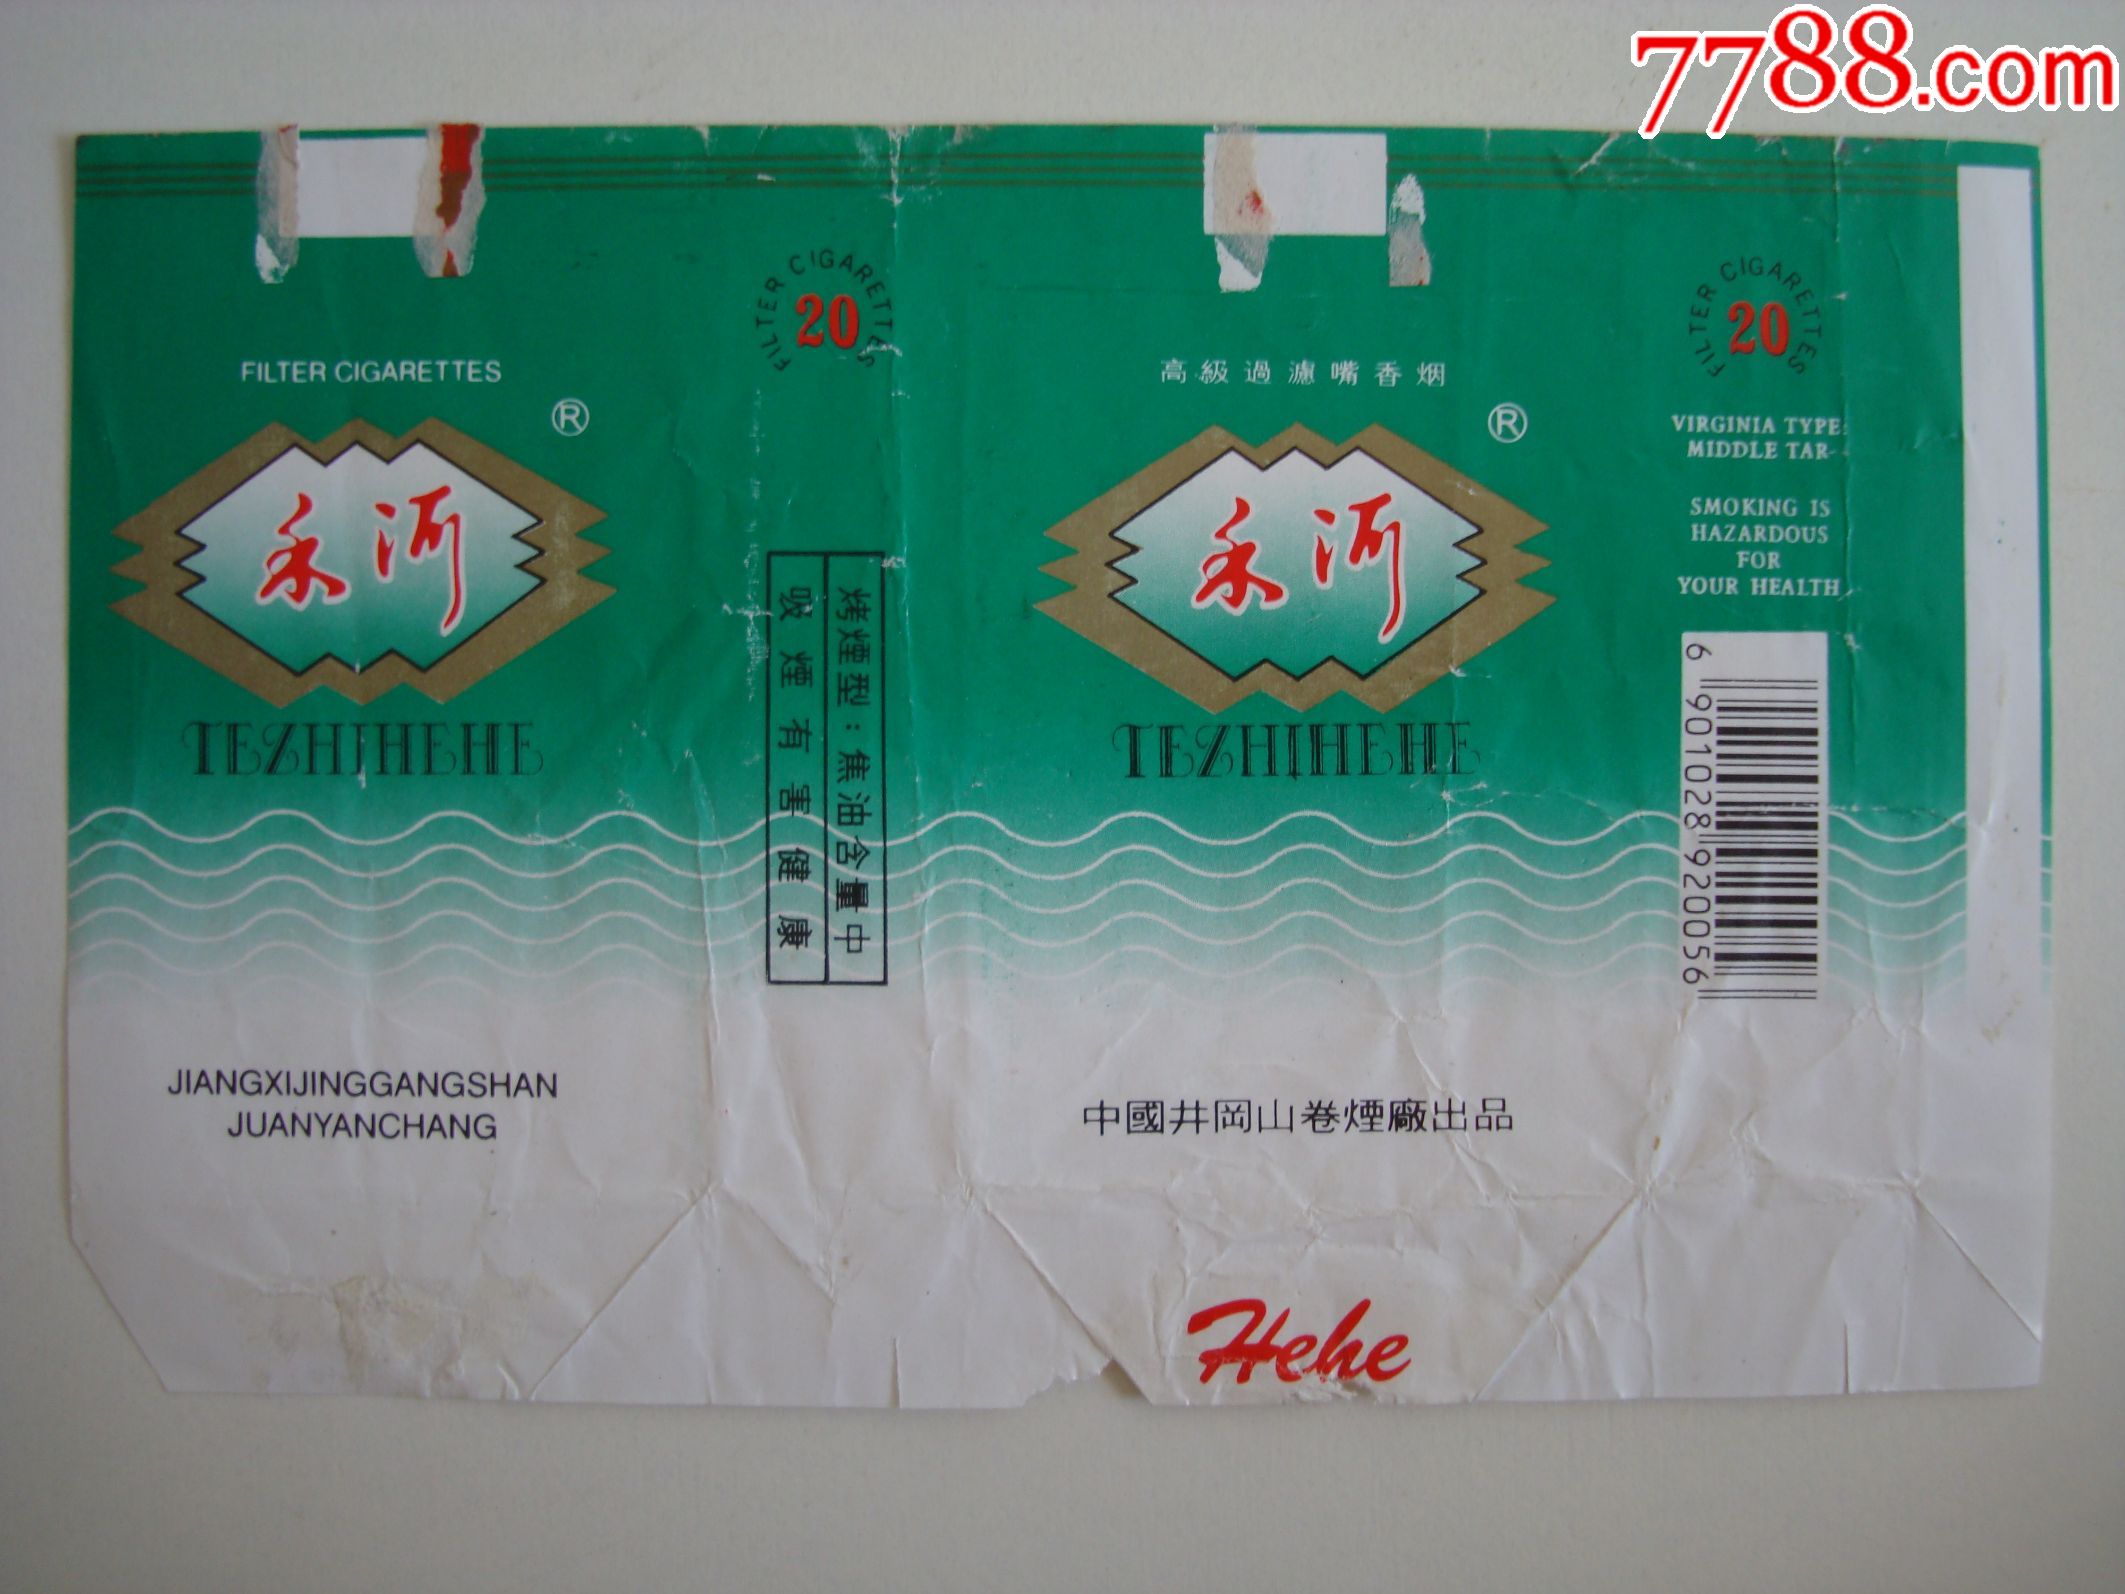 7788.com
FILTER CIGARETTES
®
禾河
TEZHIHEHE
JIANGXIJINGGANGSHAN
JUANYANCHANG
FILTER CIGARETTES
20
烤煙型：焦油含量中
吸煙有害健康
高級過濾嘴香烟
®
禾河
TEZHIHEHE
中國井岡山卷煙廠出品
Hehe
FILTER CIGARETTES
20
VIRGINIA TYPE:
MIDDLE TAR
SMOKING IS
HAZARDOUS
FOR
YOUR HEALTH
6 901028 920056